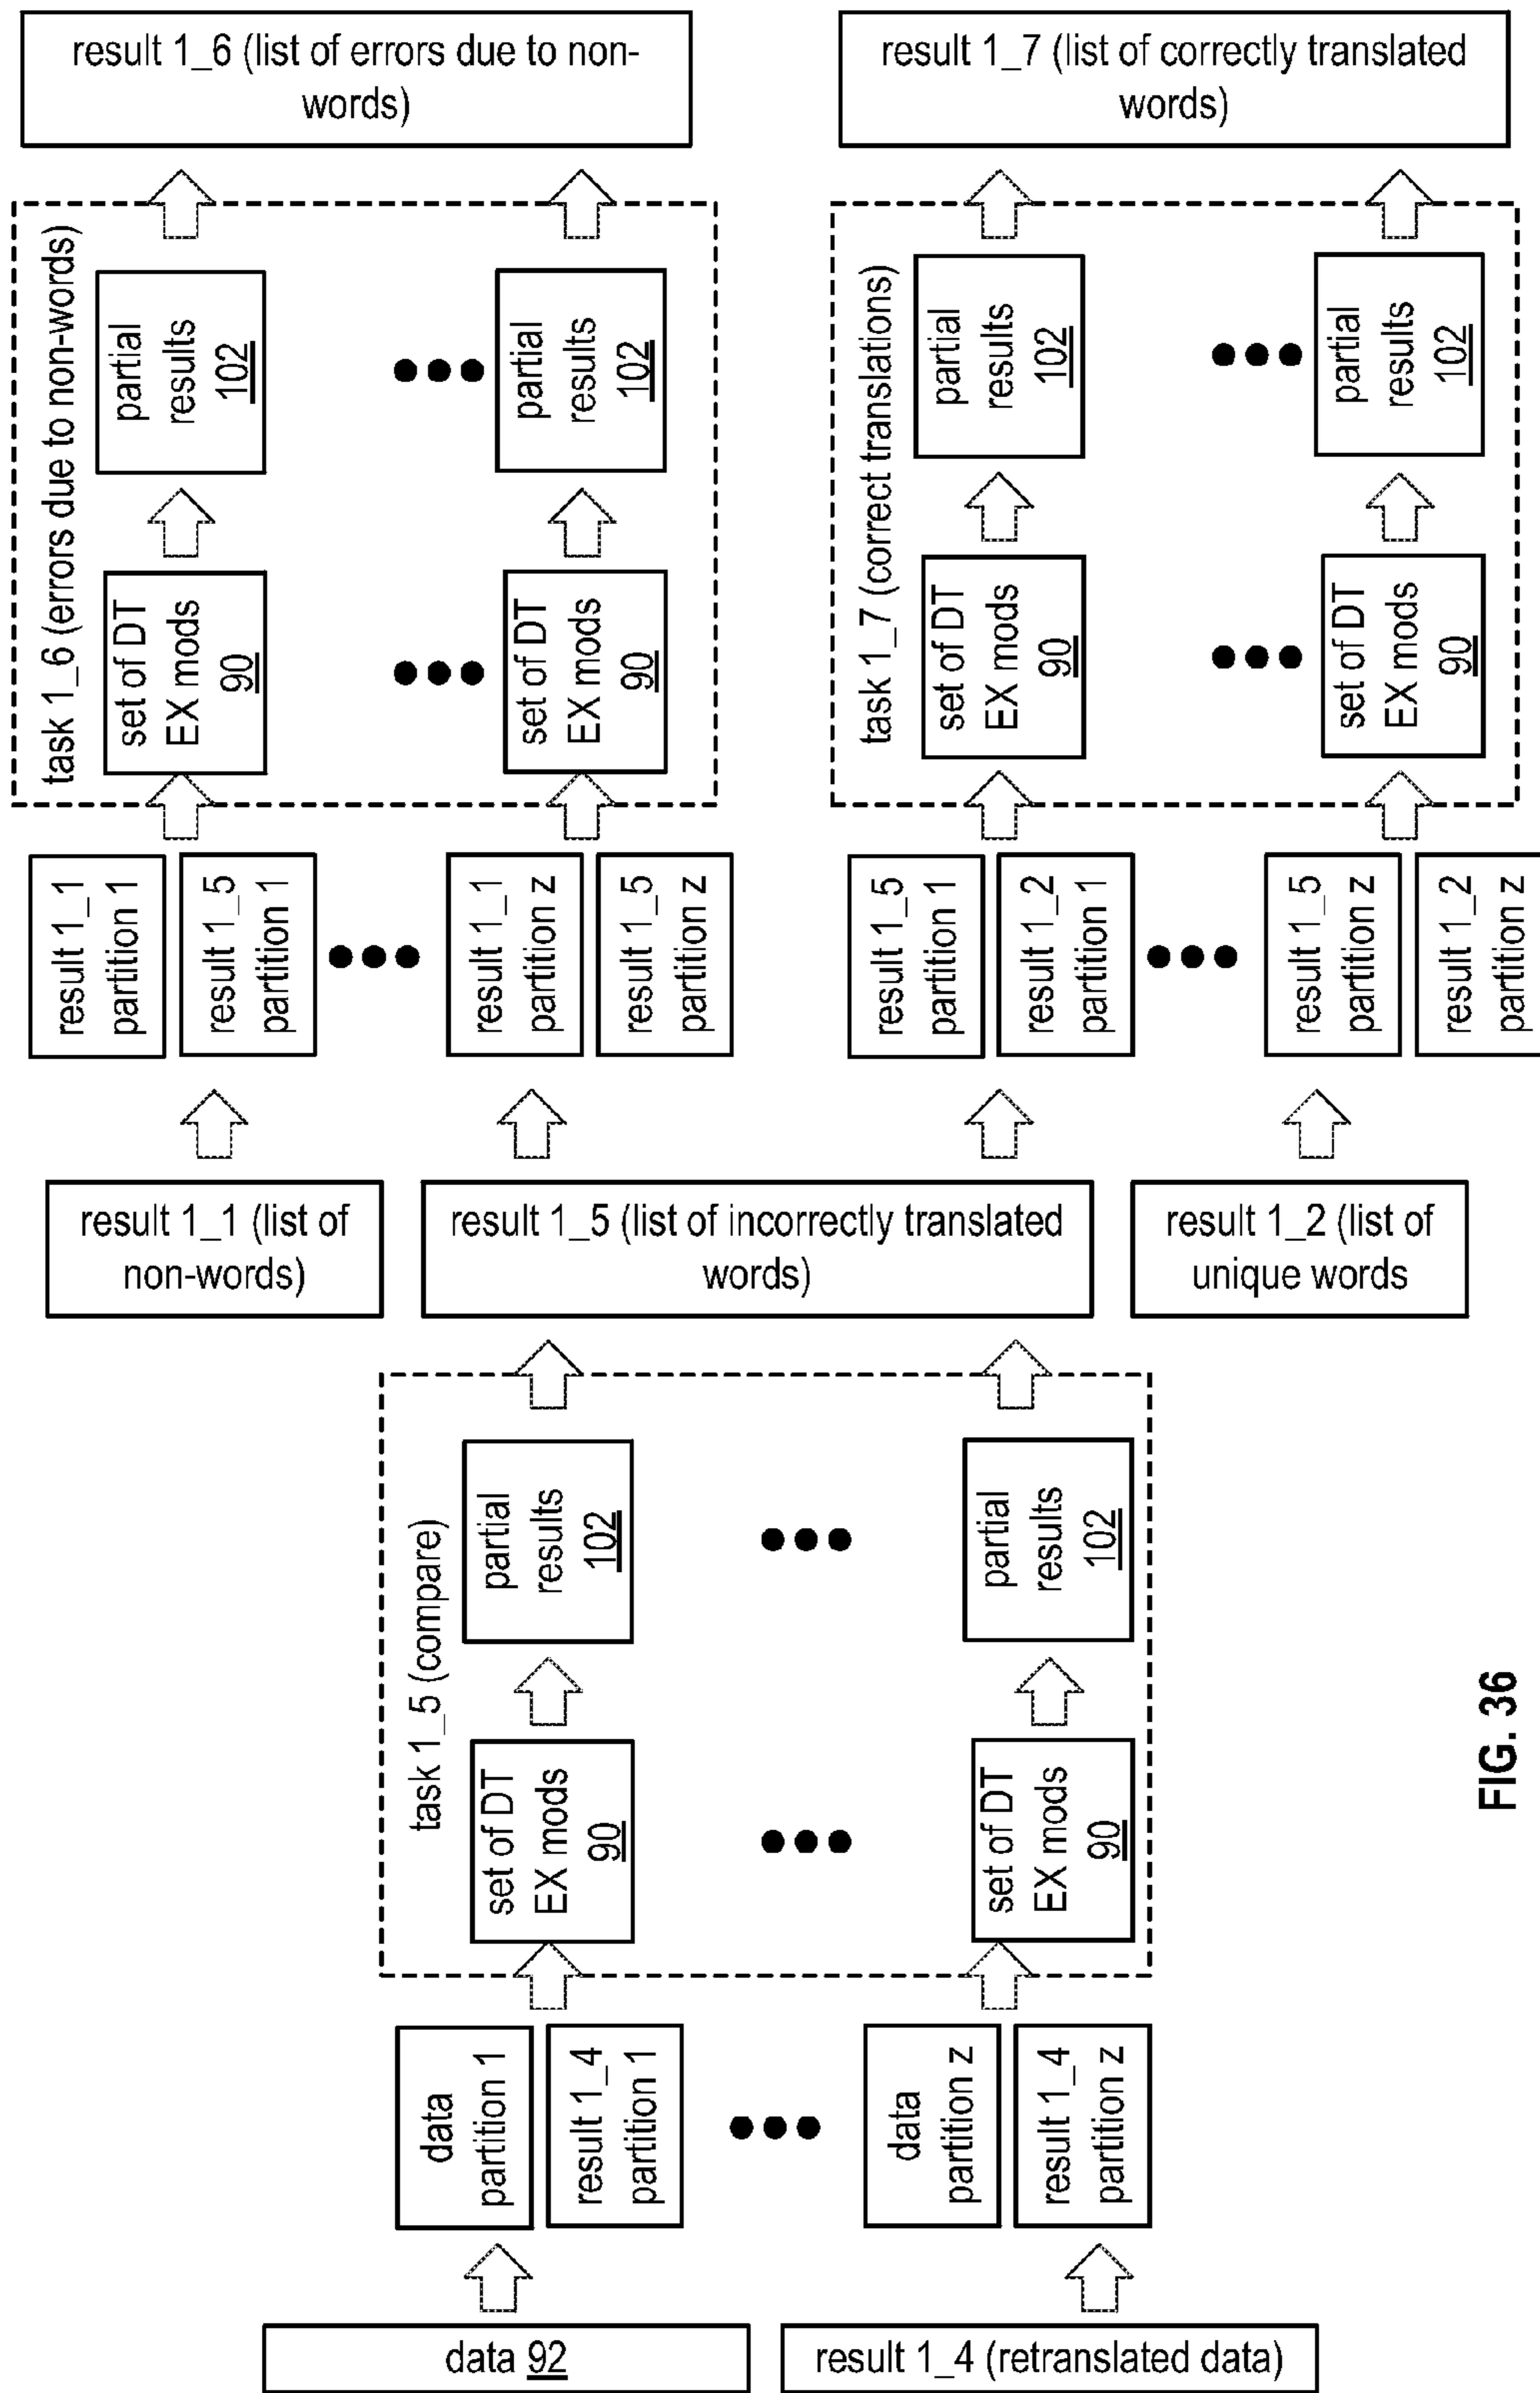 data 92
result 1_4 (retranslated data)
data
partition 1
result 1_4
partition 1
data
partition z
result 1_4
partition z
task 1_5 (compare)
set of DT
EX mods
90
partial
results
102
set of DT
EX mods
90
partial
results
102
result 1_1 (list of
non-words)
result 1_5 (list of incorrectly translated
words)
result 1_2 (list of
unique words
result 1_1
partition 1
result 1_5
partition 1
result 1_1
partition z
result 1_5
partition z
task 1_6 (errors due to non-words)
set of DT
EX mods
90
partial
results
102
set of DT
EX mods
90
partial
results
102
result 1_6 (list of errors due to non-
words)
result 1_5
partition 1
result 1_2
partition 1
result 1_5
partition z
result 1_2
partition z
task 1_7 (correct translations)
set of DT
EX mods
90
partial
results
102
set of DT
EX mods
90
partial
results
102
result 1_7 (list of correctly translated
words)
FIG. 36